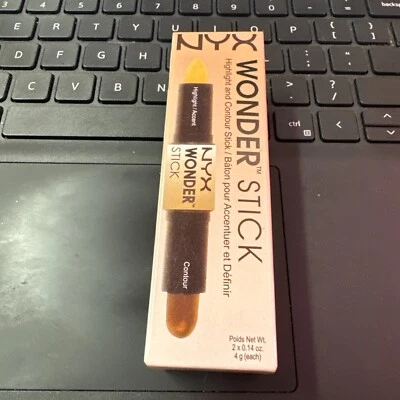 NYX WONDER™ STICK
Highlight and Contour Stick / Bâton pour Accentuer et Définir
Highlight / Accent
NYX
WONDER™
STICK
Contour
Poids Net Wt.
2 x 0.14 oz.
4 g (each)
ctrl